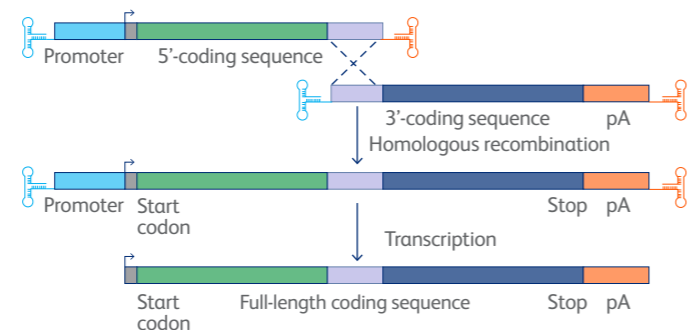 Promoter 5’-coding sequence
3’-coding sequence pA
Homologous recombination
Promoter Start Stop pA
codon
Transcription
Start Full-length coding sequence Stop pA
codon